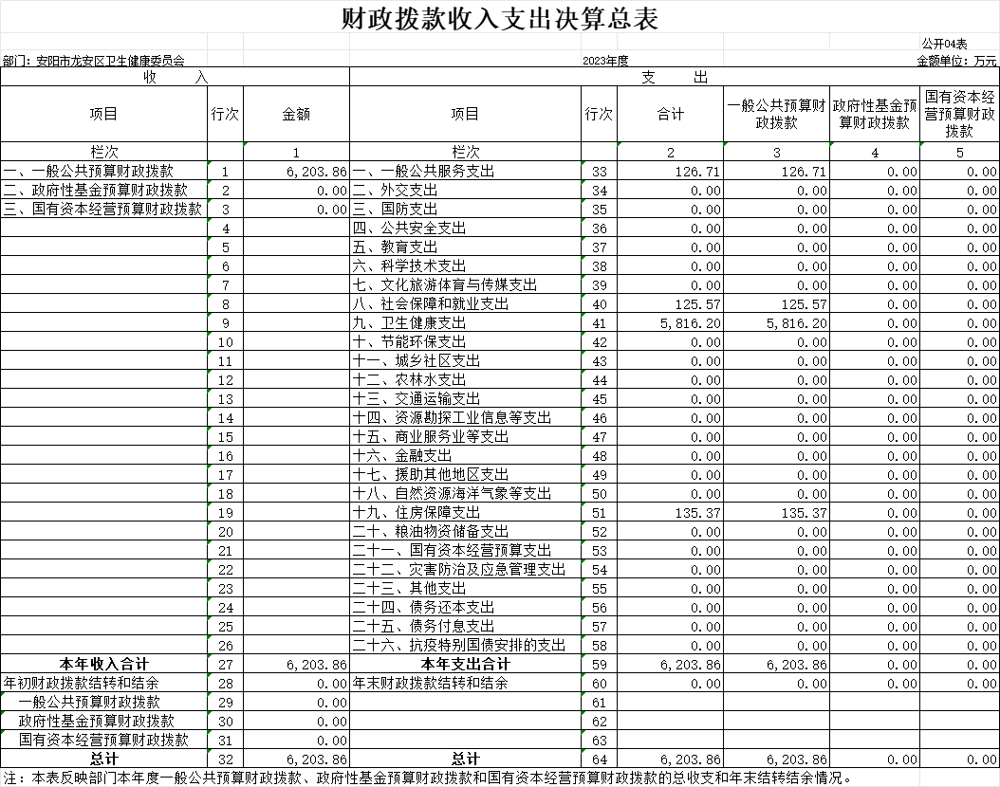 财政拨款收入支出决算总表
公开04表
部门：安阳市龙安区卫生健康委员会 2023年度 金额单位：万元
收 入 支 出
项目 行次 金额 项目 行次 合计 一般公共预算财政拨款 政府性基金预算财政拨款 国有资本经营预算财政拨款
栏次 1 栏次 2 3 4 5
一、一般公共预算财政拨款 1 6,203.86 一、一般公共服务支出 33 126.71 126.71 0.00 0.00
二、政府性基金预算财政拨款 2 0.00 二、外交支出 34 0.00 0.00 0.00 0.00
三、国有资本经营预算财政拨款 3 0.00 三、国防支出 35 0.00 0.00 0.00 0.00
4 四、公共安全支出 36 0.00 0.00 0.00 0.00
5 五、教育支出 37 0.00 0.00 0.00 0.00
6 六、科学技术支出 38 0.00 0.00 0.00 0.00
7 七、文化旅游体育与传媒支出 39 0.00 0.00 0.00 0.00
8 八、社会保障和就业支出 40 125.57 125.57 0.00 0.00
9 九、卫生健康支出 41 5,816.20 5,816.20 0.00 0.00
10 十、节能环保支出 42 0.00 0.00 0.00 0.00
11 十一、城乡社区支出 43 0.00 0.00 0.00 0.00
12 十二、农林水支出 44 0.00 0.00 0.00 0.00
13 十三、交通运输支出 45 0.00 0.00 0.00 0.00
14 十四、资源勘探工业信息等支出 46 0.00 0.00 0.00 0.00
15 十五、商业服务业等支出 47 0.00 0.00 0.00 0.00
16 十六、金融支出 48 0.00 0.00 0.00 0.00
17 十七、援助其他地区支出 49 0.00 0.00 0.00 0.00
18 十八、自然资源海洋气象等支出 50 0.00 0.00 0.00 0.00
19 十九、住房保障支出 51 135.37 135.37 0.00 0.00
20 二十、粮油物资储备支出 52 0.00 0.00 0.00 0.00
21 二十一、国有资本经营预算支出 53 0.00 0.00 0.00 0.00
22 二十二、灾害防治及应急管理支出 54 0.00 0.00 0.00 0.00
23 二十三、其他支出 55 0.00 0.00 0.00 0.00
24 二十四、债务还本支出 56 0.00 0.00 0.00 0.00
25 二十五、债务付息支出 57 0.00 0.00 0.00 0.00
26 二十六、抗疫特别国债安排的支出 58 0.00 0.00 0.00 0.00
本年收入合计 27 6,203.86 本年支出合计 59 6,203.86 6,203.86 0.00 0.00
年初财政拨款结转和结余 28 0.00 年末财政拨款结转和结余 60 0.00 0.00 0.00 0.00
一般公共预算财政拨款 29 0.00 61
政府性基金预算财政拨款 30 0.00 62
国有资本经营预算财政拨款 31 0.00 63
总计 32 6,203.86 总计 64 6,203.86 6,203.86 0.00 0.00
注：本表反映部门本年度一般公共预算财政拨款、政府性基金预算财政拨款和国有资本经营预算财政拨款的总收支和年末结转结余情况。